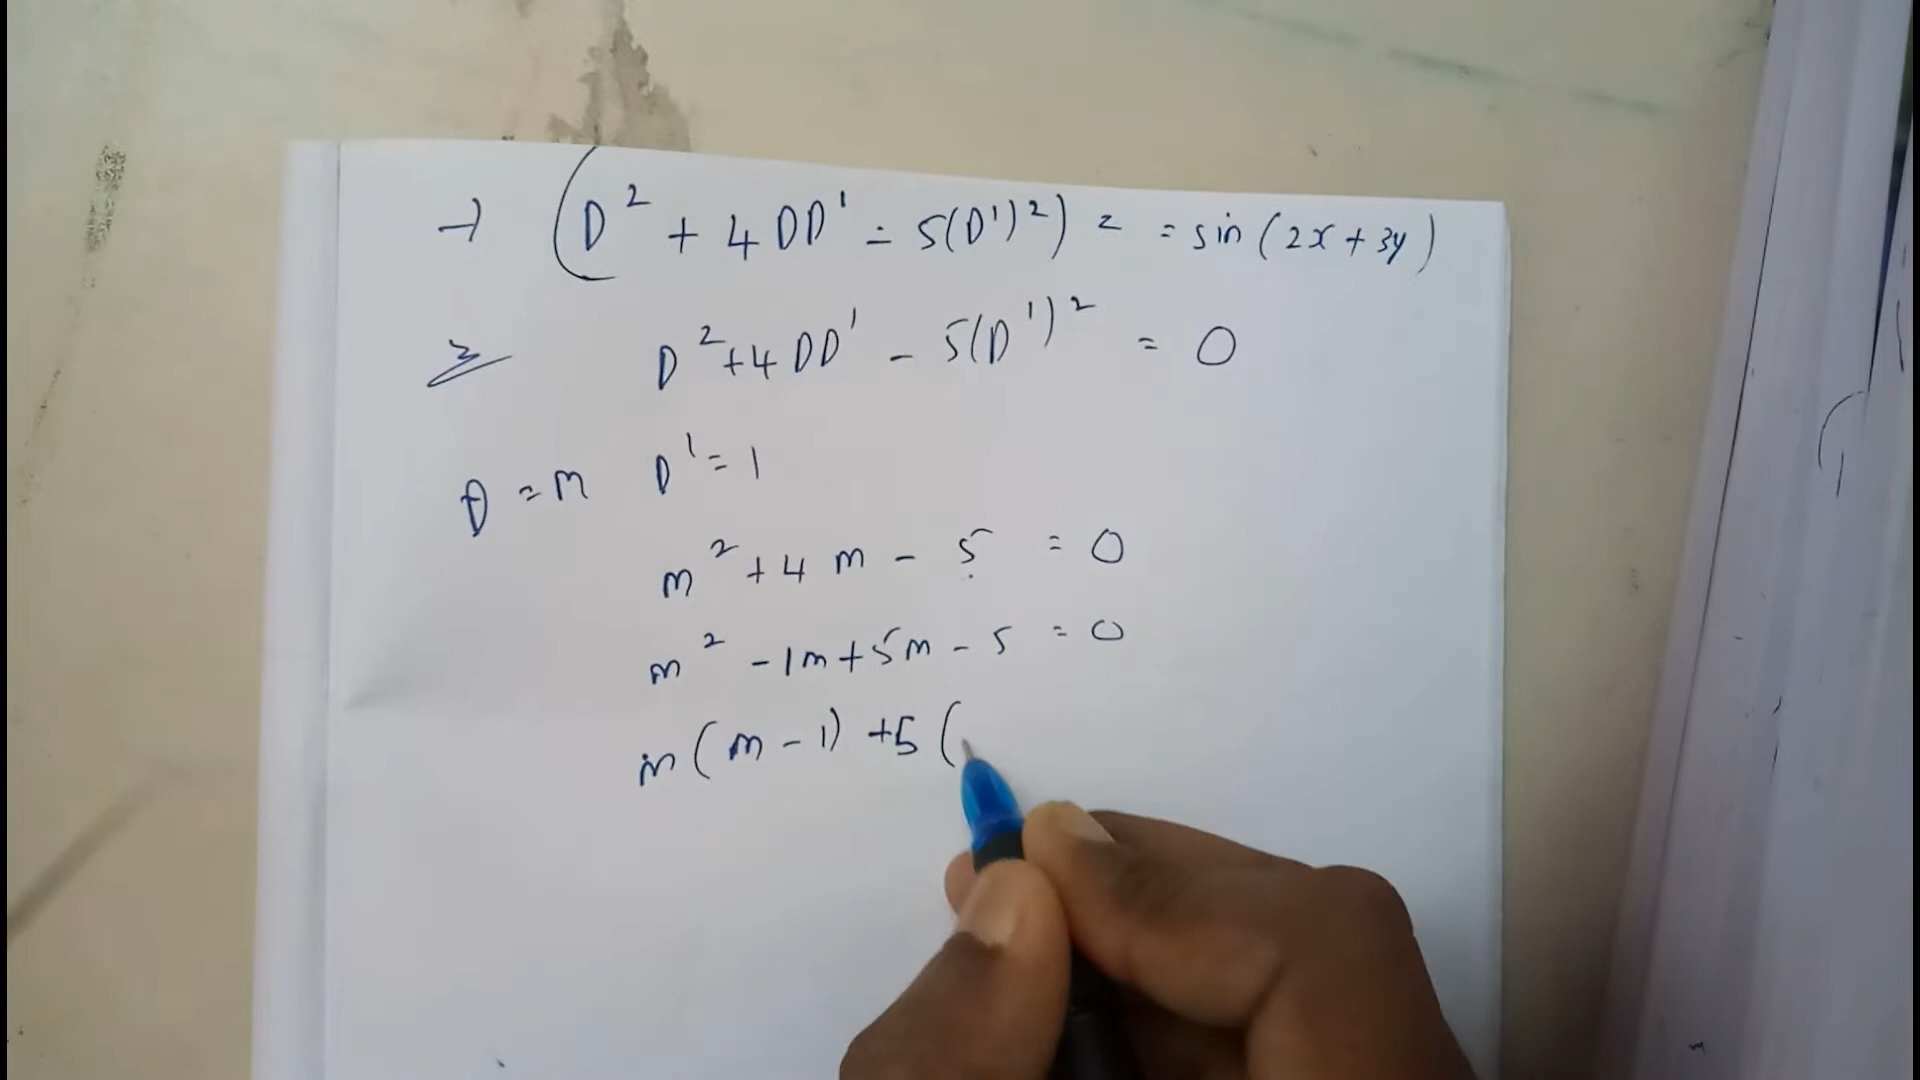 → (D² + 4DD' - 5(D')²) z = sin(2x + 3y)
D² + 4DD' - 5(D')² = 0
D = m D' = 1
m² + 4m - 5 = 0
m² - 1m + 5m - 5 = 0
m(m - 1) + 5(